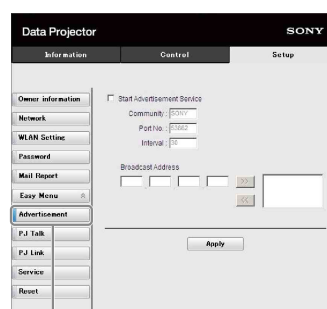 Data Projector SONY
Information Control Setup
Owner information
Start Advertisement Service
Community : SONY
Network
Port No. : 53862
WLAN Setting
Interval : 30
Password
Broadcast Address
Mail Report
>>
Easy Menu
<<
Advertisement
PJ Talk
Apply
PJ Link
Service
Reset